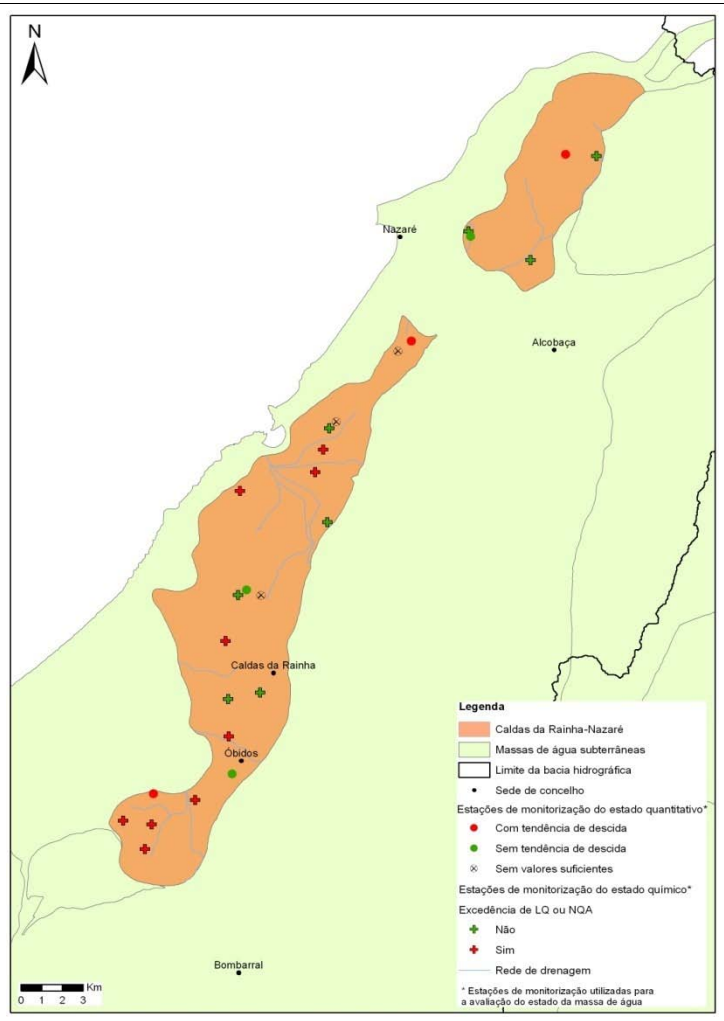 N
Nazaré
Alcobaça
Caldas da Rainha
Óbidos
Bombarral
Legenda
Caldas da Rainha-Nazaré
Massas de água subterrâneas
Limite da bacia hidrográfica
Sede de concelho
Estações de monitorização do estado quantitativo*
Com tendência de descida
Sem tendência de descida
Sem valores suficientes
Estações de monitorização do estado químico*
Excedência de LQ ou NQA
Não
Sim
Rede de drenagem
* Estações de monitorização utilizadas para
a avaliação do estado da massa de água
Km
0 1 2 3